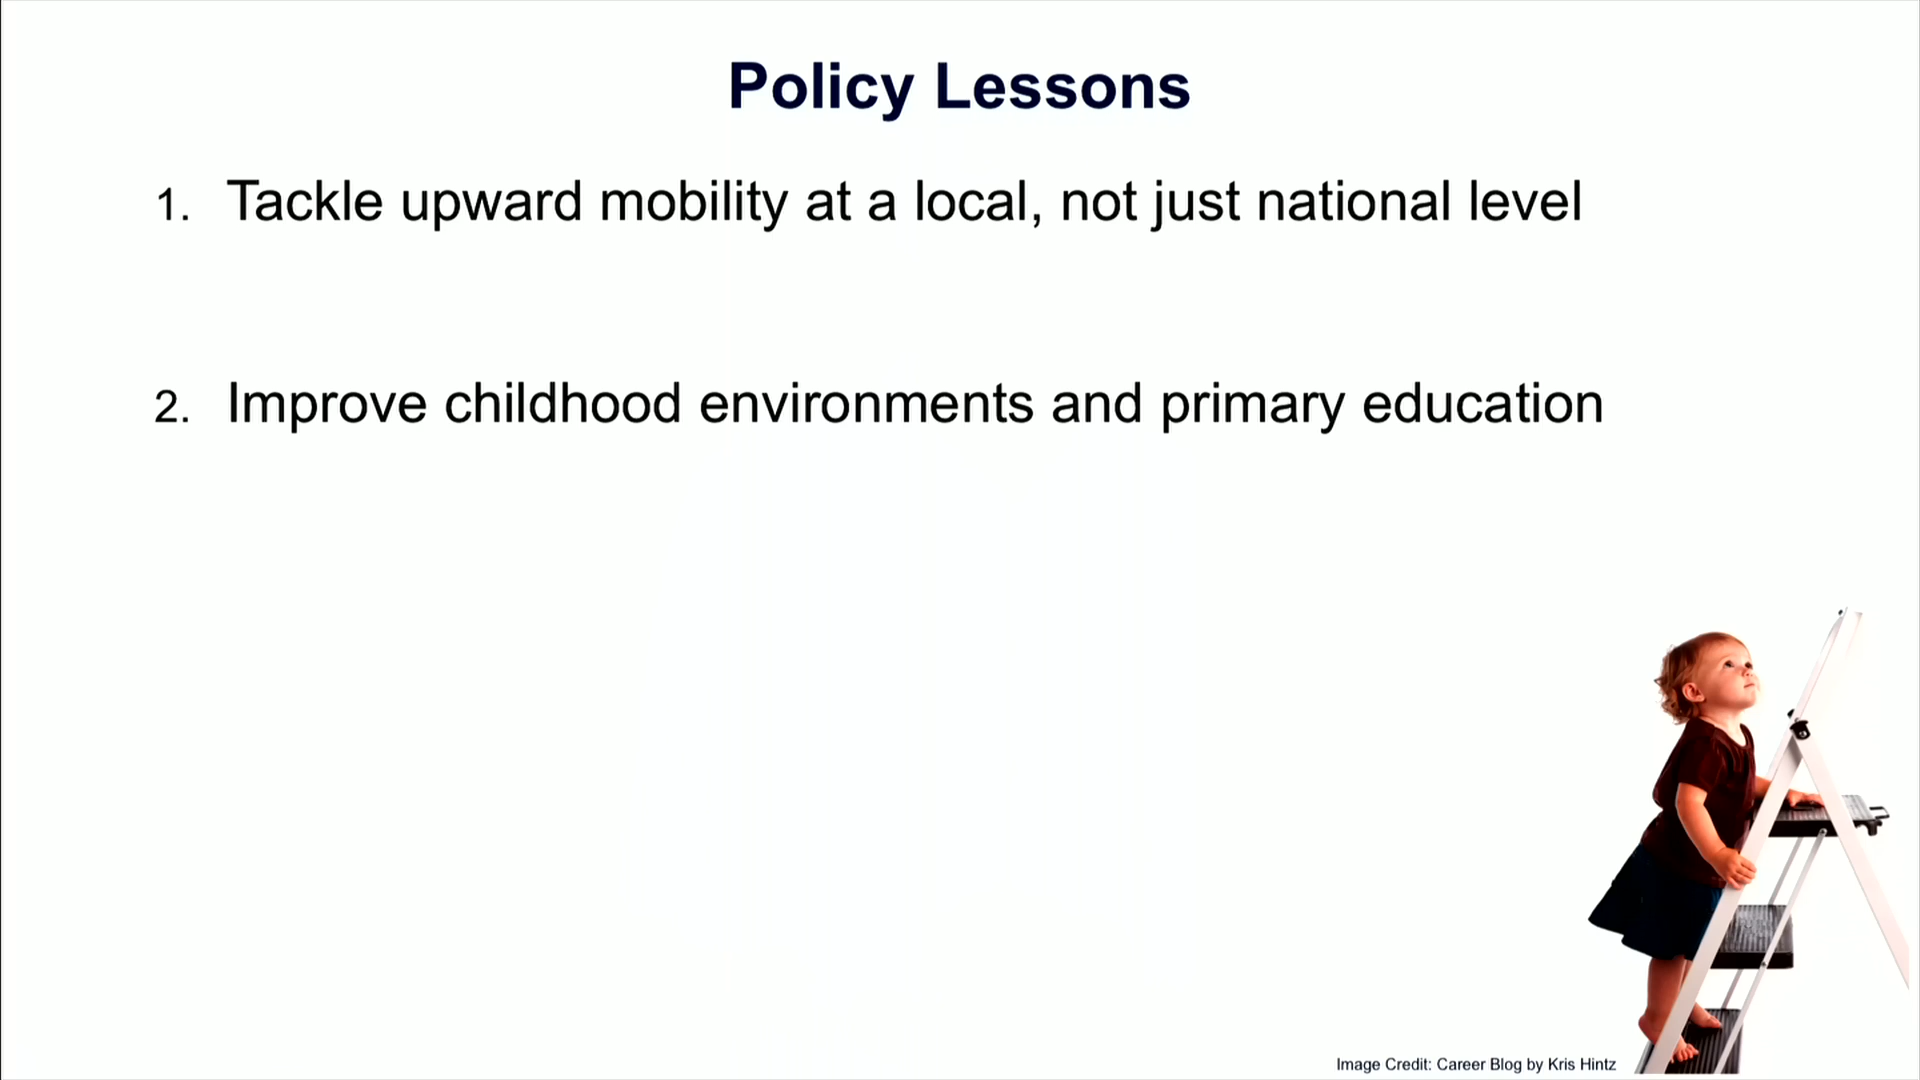 Policy Lessons
1. Tackle upward mobility at a local, not just national level
2. Improve childhood environments and primary education
Image Credit: Career Blog by Kris Hintz